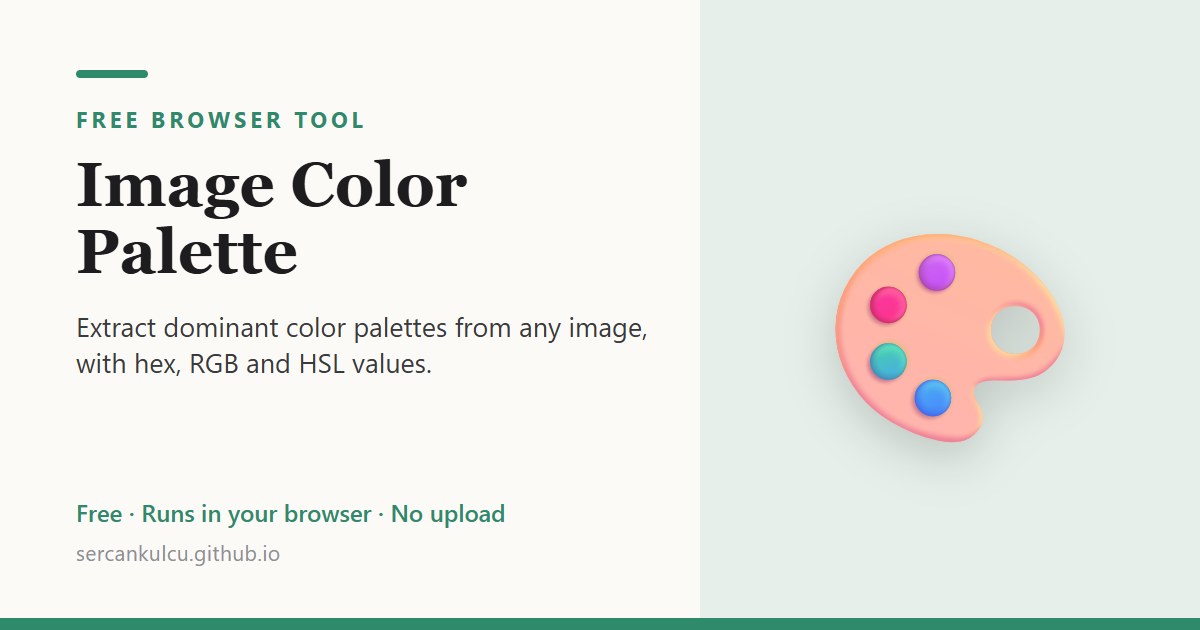 FREE BROWSER TOOL
Image Color
Palette
Extract dominant color palettes from any image,
with hex, RGB and HSL values.
Free · Runs in your browser · No upload
sercankulcu.github.io